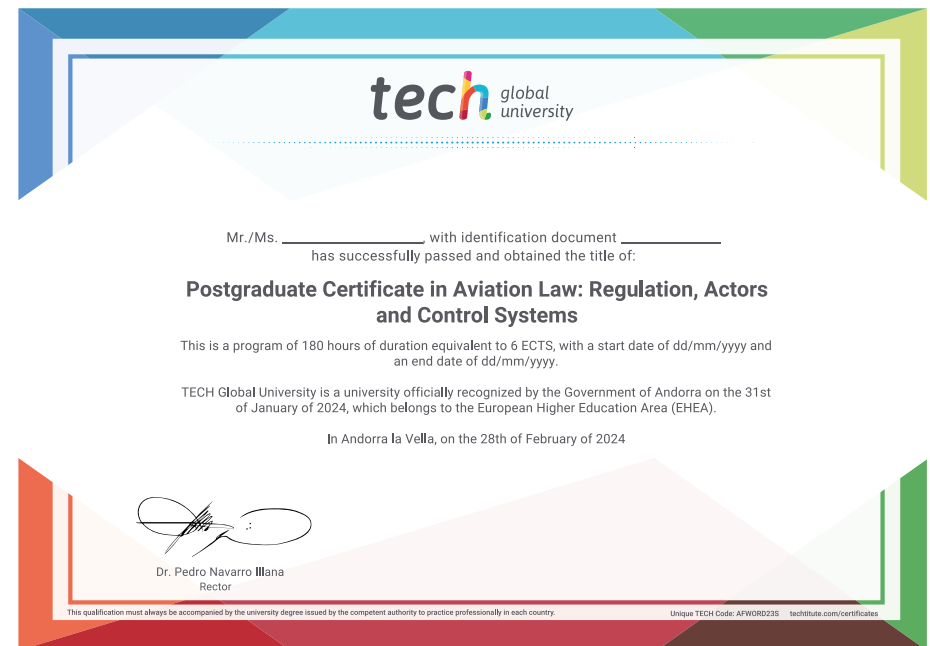 tech global university
Mr./Ms. ____________, with identification document ____________
has successfully passed and obtained the title of:
Postgraduate Certificate in Aviation Law: Regulation, Actors
and Control Systems
This is a program of 180 hours of duration equivalent to 6 ECTS, with a start date of dd/mm/yyyy and
an end date of dd/mm/yyyy.
TECH Global University is a university officially recognized by the Government of Andorra on the 31st
of January of 2024, which belongs to the European Higher Education Area (EHEA).
In Andorra la Vella, on the 28th of February of 2024
Dr. Pedro Navarro Illana
Rector
This qualification must always be accompanied by the university degree issued by the competent authority to practice professionally in each country.
Unique TECH Code: AFWORD23S techtitute.com/certificates